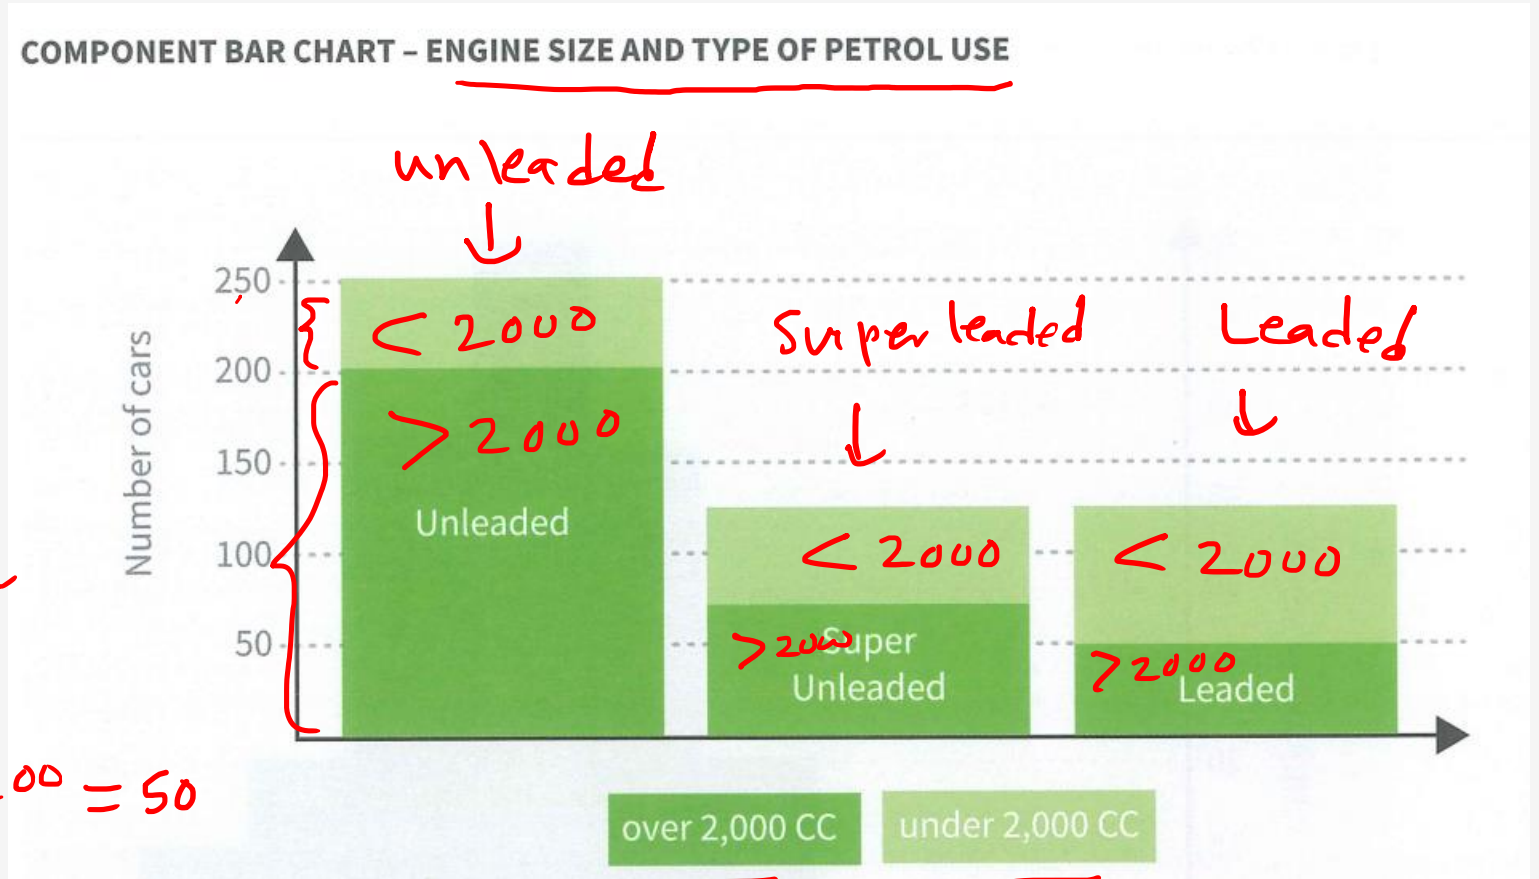 COMPONENT BAR CHART – ENGINE SIZE AND TYPE OF PETROL USE
unleaded
250
< 2000
Super leaded
Leaded
200
> 2000
Number of cars
150
Unleaded
100
< 2000
< 2000
50
>2000
Super
Unleaded
>2000
Leaded
00 = 50
over 2,000 CC
under 2,000 CC